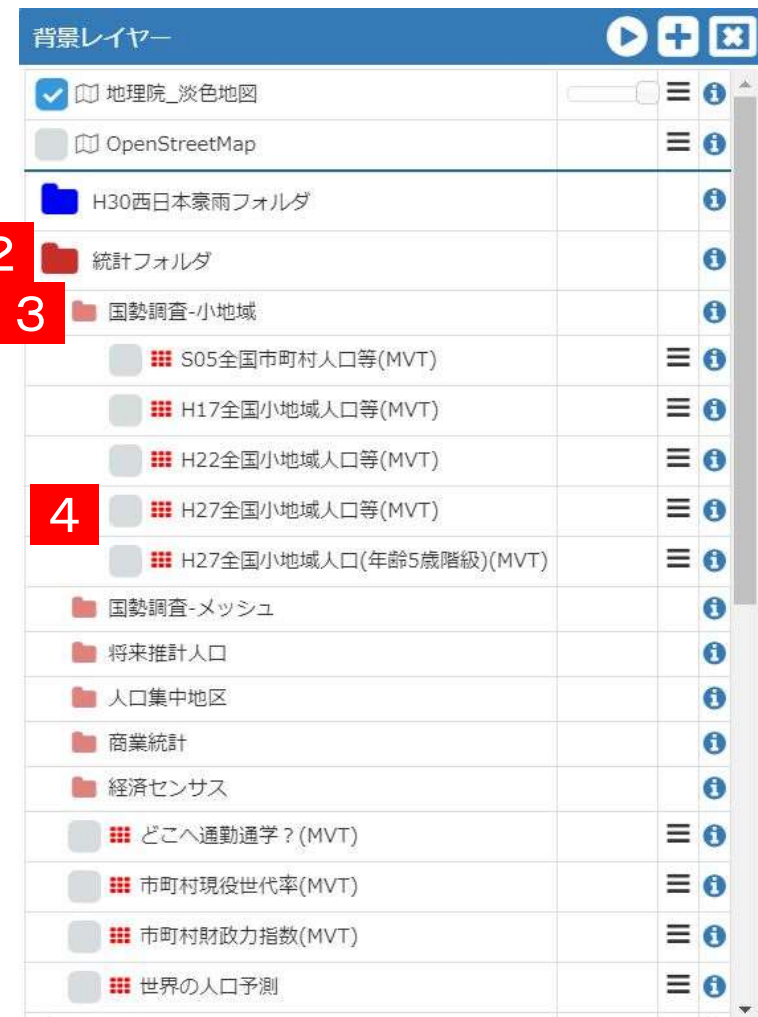 背景レイヤー
地理院_淡色地図
OpenStreetMap
H30西日本豪雨フォルダ
2 統計フォルダ
3 国勢調査-小地域
S05全国市町村人口等(MVT)
H17全国小地域人口等(MVT)
H22全国小地域人口等(MVT)
4 H27全国小地域人口等(MVT)
H27全国小地域人口(年齢5歳階級)(MVT)
国勢調査-メッシュ
将来推計人口
人口集中地区
商業統計
経済センサス
どこへ通勤通学？(MVT)
市町村現役世代率(MVT)
市町村財政力指数(MVT)
世界の人口予測